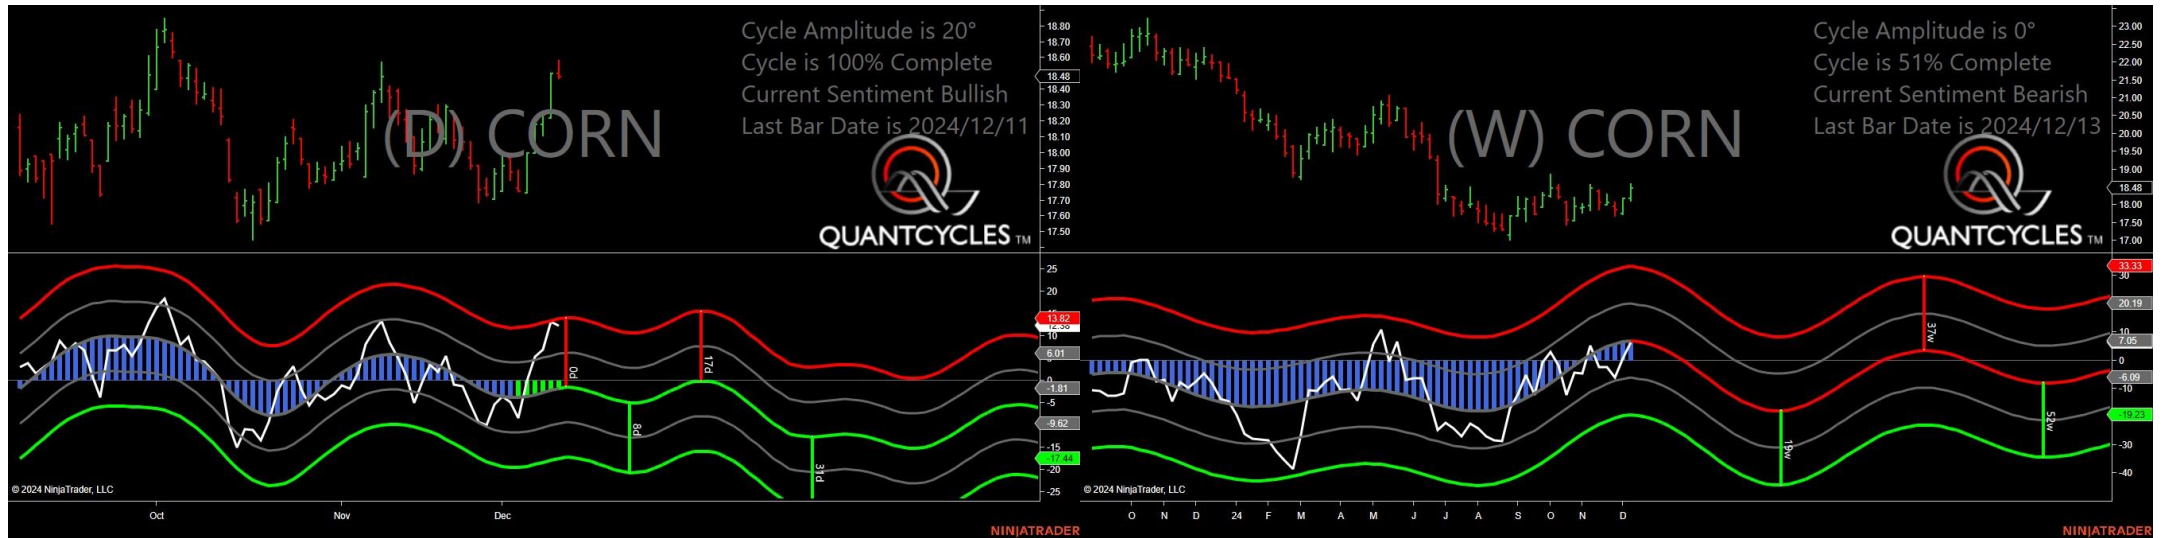 Cycle Amplitude is 20°
Cycle is 100% Complete
Current Sentiment Bullish
Last Bar Date is 2024/12/11
(D) CORN
QUANTCYCLES TM
18.80
18.70
18.60
18.48
18.40
18.30
18.20
18.10
18.00
17.90
17.80
17.70
17.60
17.50
25
20
13.82
12.38
10
6.01
0
-1.81
-5
-9.62
-15
-17.44
-20
-25
0d
8d
17d
31d
© 2024 NinjaTrader, LLC
Oct Nov Dec
NINJATRADER
Cycle Amplitude is 0°
Cycle is 51% Complete
Current Sentiment Bearish
Last Bar Date is 2024/12/13
(W) CORN
QUANTCYCLES TM
23.00
22.50
22.00
21.50
21.00
20.50
20.00
19.50
19.00
18.48
18.00
17.50
17.00
33.33
30
20.19
10
7.05
0
-6.09
-10
-19.23
-30
-40
19w
37w
52w
© 2024 NinjaTrader, LLC
O N D 24 F M A M J J A S O N D
NINJATRADER